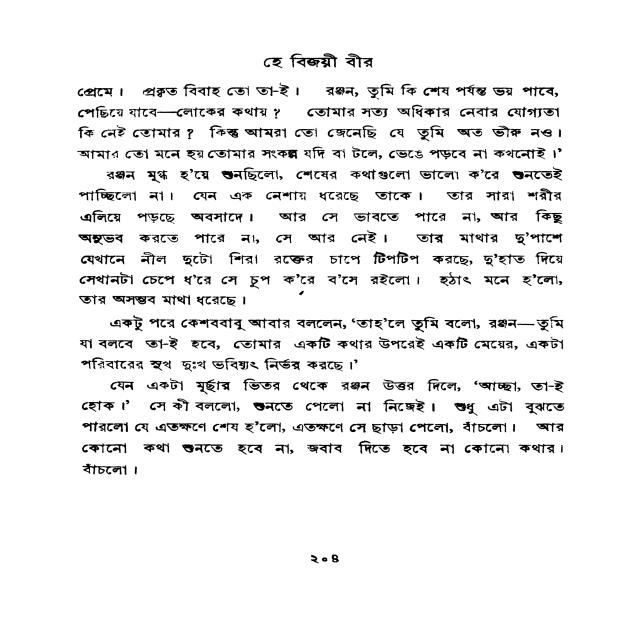 হে বিজয়ী বীর
প্রেমে। প্রকৃত বিবাহ তো তা-ই। রঞ্জন, তুমি কি শেষ পর্যন্ত ভয় পাবে,
পেছিয়ে যাবে—লোকের কথায়? তোমার সত্য অধিকার নেবার যোগ্যতা
কি নেই তোমার? কিন্তু আমরা তো জেনেছি যে তুমি অত ভীরু নও।
আমার তো মনে হয় তোমার সংকল্প যদি বা টলে, ভেঙে পড়বে না কখনোই।’
রঞ্জন মুগ্ধ হ’য়ে শুনছিলো, শেষের কথাগুলো ভালো ক’রে শুনতেই
পাচ্ছিলো না। যেন এক নেশায় ধরেছে তাকে। তার সারা শরীর
এলিয়ে পড়ছে অবসাদে। আর সে ভাবতে পারে না, আর কিছু
অনুভব করতে পারে না, সে আর নেই। তার মাথার দু’পাশে
যেখানে নীল দুটো শিরা রক্তের চাপে টিপটিপ করছে, দু’হাত দিয়ে
সেখানটা চেপে ধ’রে সে চুপ ক’রে ব’সে রইলো। হঠাৎ মনে হ’লো,
তার অসম্ভব মাথা ধরেছে।
একটু পরে কেশববাবু আবার বললেন, ‘তাহ’লে তুমি বলো, রঞ্জন—তুমি
যা বলবে তা-ই হবে, তোমার একটি কথার উপরেই একটি মেয়ের, একটা
পরিবারের সুখ দুঃখ ভবিষ্যৎ নির্ভর করছে।’
যেন একটা মূর্ছার ভিতর থেকে রঞ্জন উত্তর দিলে, ‘আচ্ছা, তা-ই
হোক।’ সে কী বললো, শুনতে পেলো না নিজেই। শুধু এটা বুঝতে
পারলো যে এতক্ষণে শেষ হ’লো, এতক্ষণে সে ছাড়া পেলো, বাঁচলো। আর
কোনো কথা শুনতে হবে না, জবাব দিতে হবে না কোনো কথার।
বাঁচলো।
২০৪